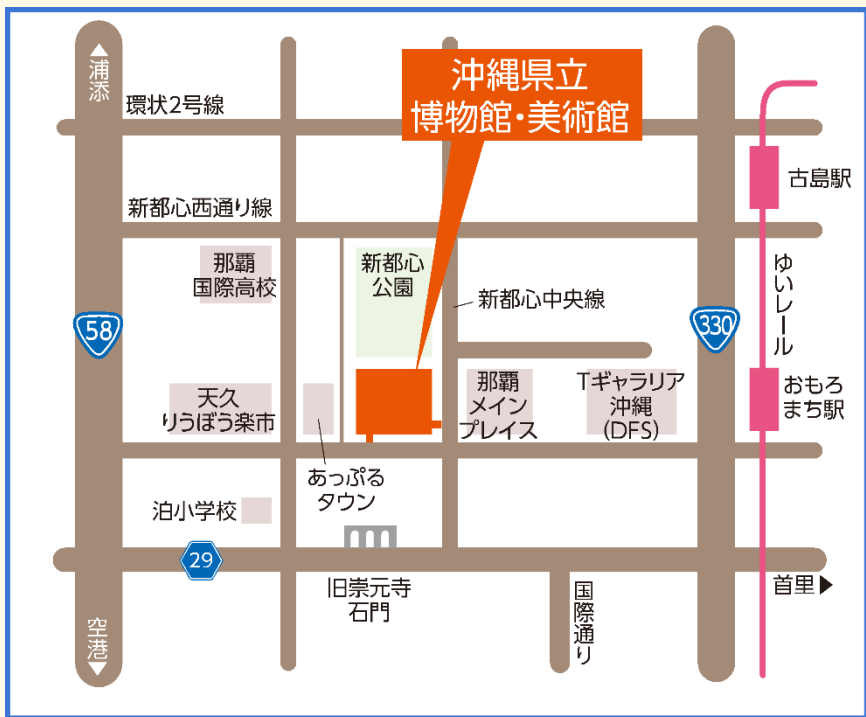 ▲浦添
環状2号線
沖縄県立
博物館・美術館
古島駅
新都心西通り線
那覇
国際高校
新都心
公園
新都心中央線
ゆいレール
58
330
天久
りうぼう楽市
那覇
メイン
プレイス
Tギャラリア
沖縄
(DFS)
おもろ
まち駅
あっぷる
タウン
泊小学校
29
旧崇元寺
石門
国際通り
首里▶
空港▼